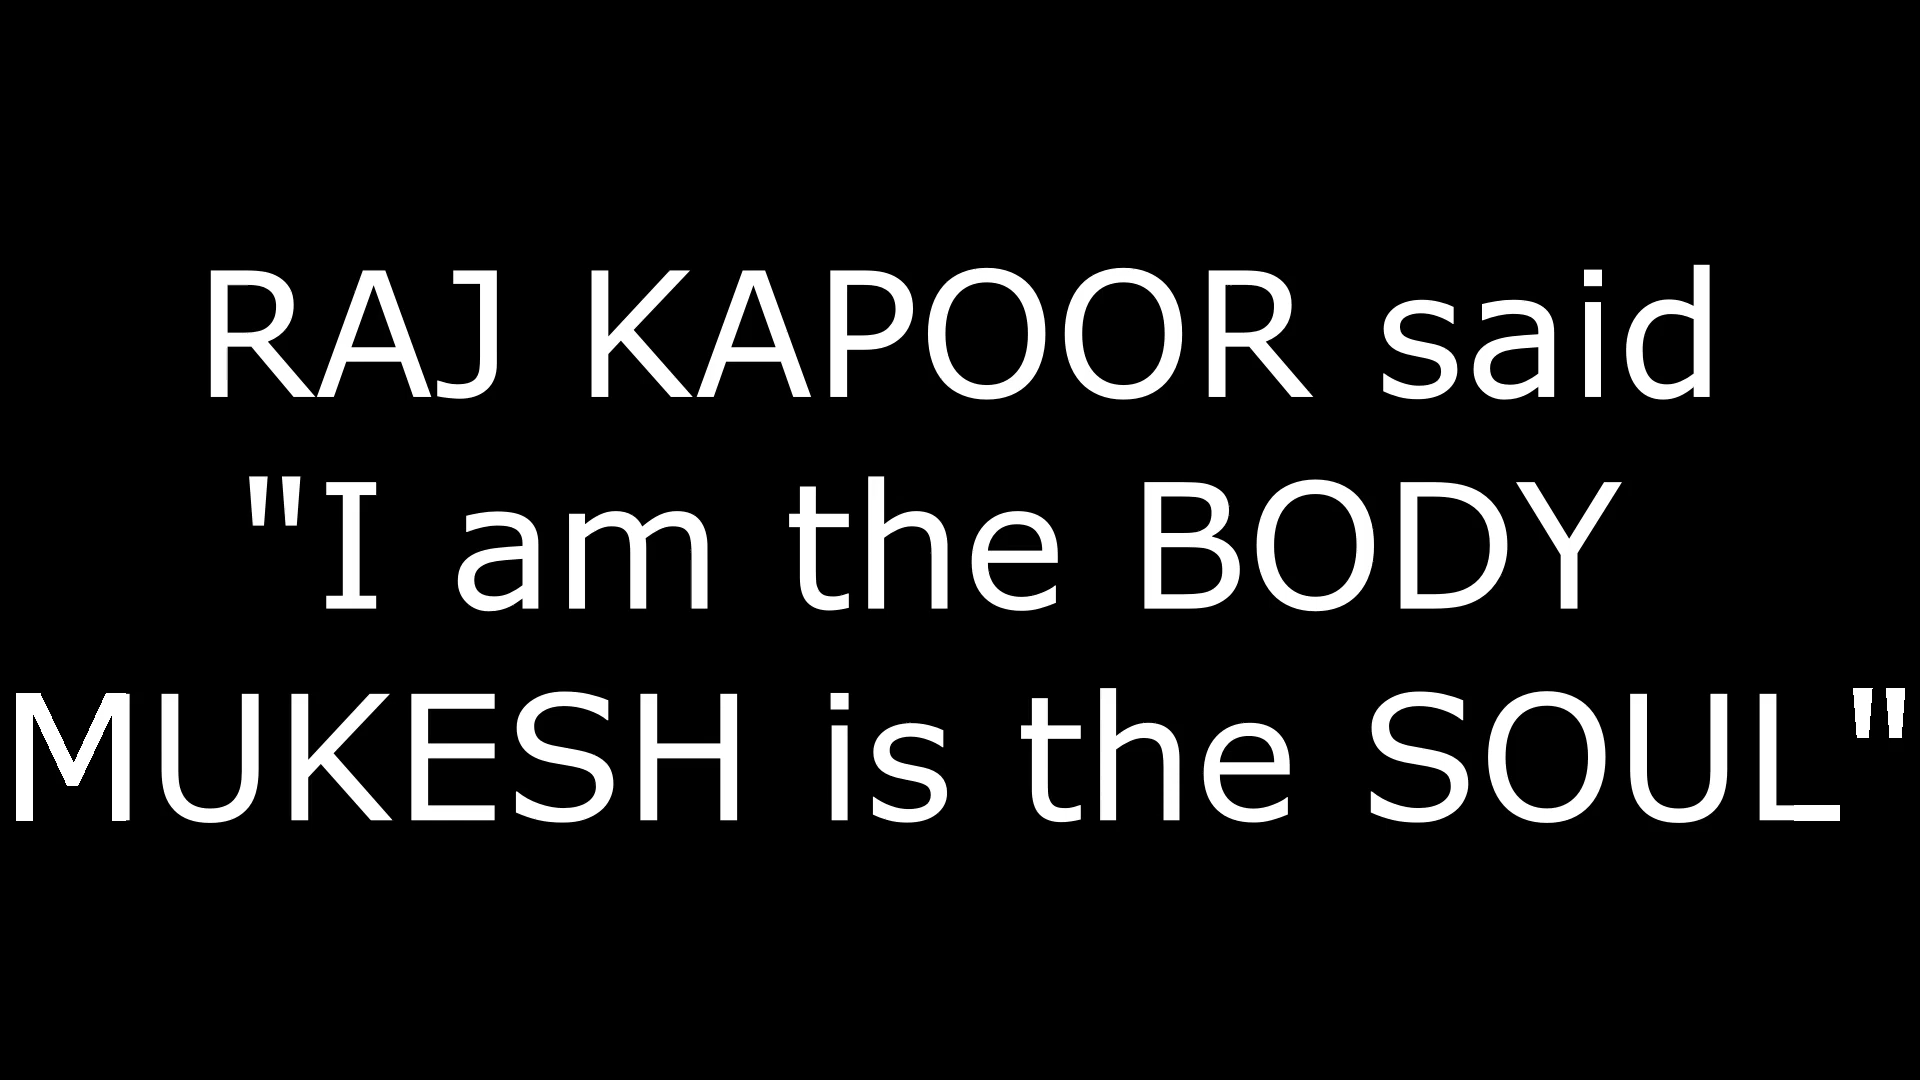 RAJ KAPOOR said
"I am the BODY
MUKESH is the SOUL"